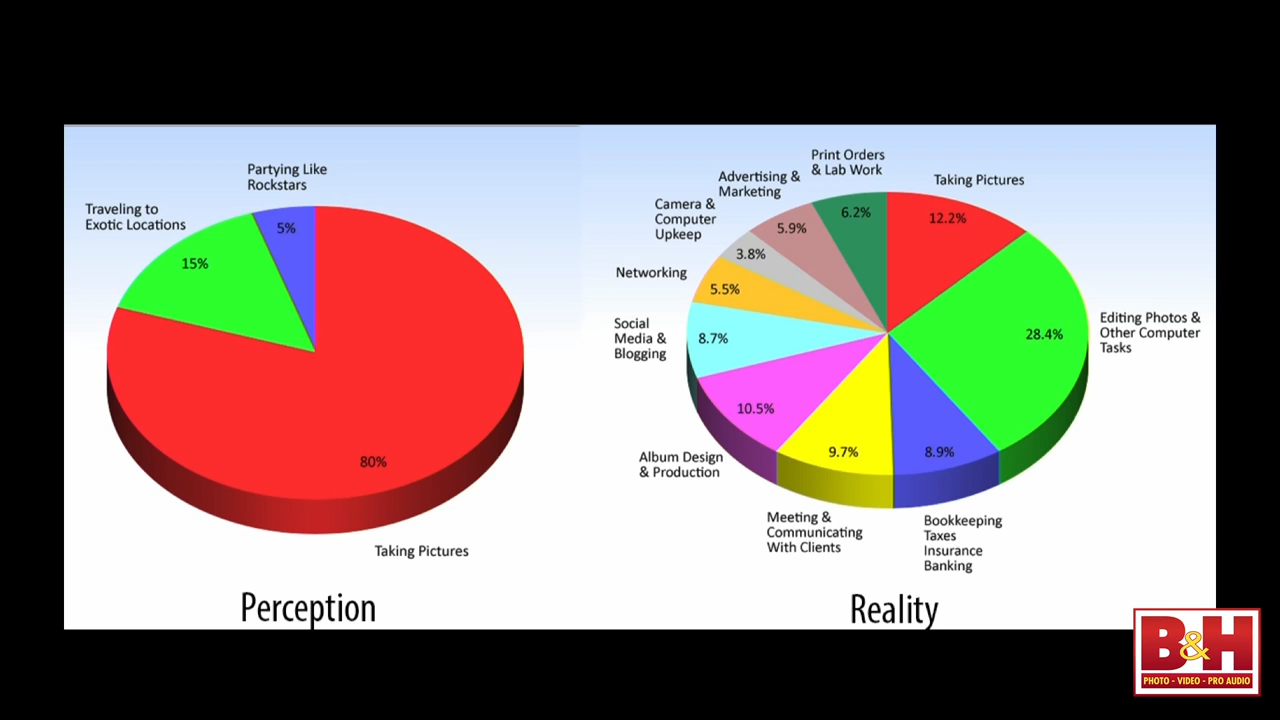 Partying Like
Rockstars
Traveling to
Exotic Locations
5%
15%
80%
Taking Pictures
Perception
Print Orders
& Lab Work
Advertising &
Marketing
Taking Pictures
Camera &
Computer
Upkeep
6.2%
12.2%
5.9%
3.8%
Networking
5.5%
Social
Media &
Blogging
8.7%
Editing Photos &
Other Computer
Tasks
28.4%
10.5%
Album Design
& Production
9.7%
8.9%
Meeting &
Communicating
With Clients
Bookkeeping
Taxes
Insurance
Banking
Reality
B&H
PHOTO - VIDEO - PRO AUDIO